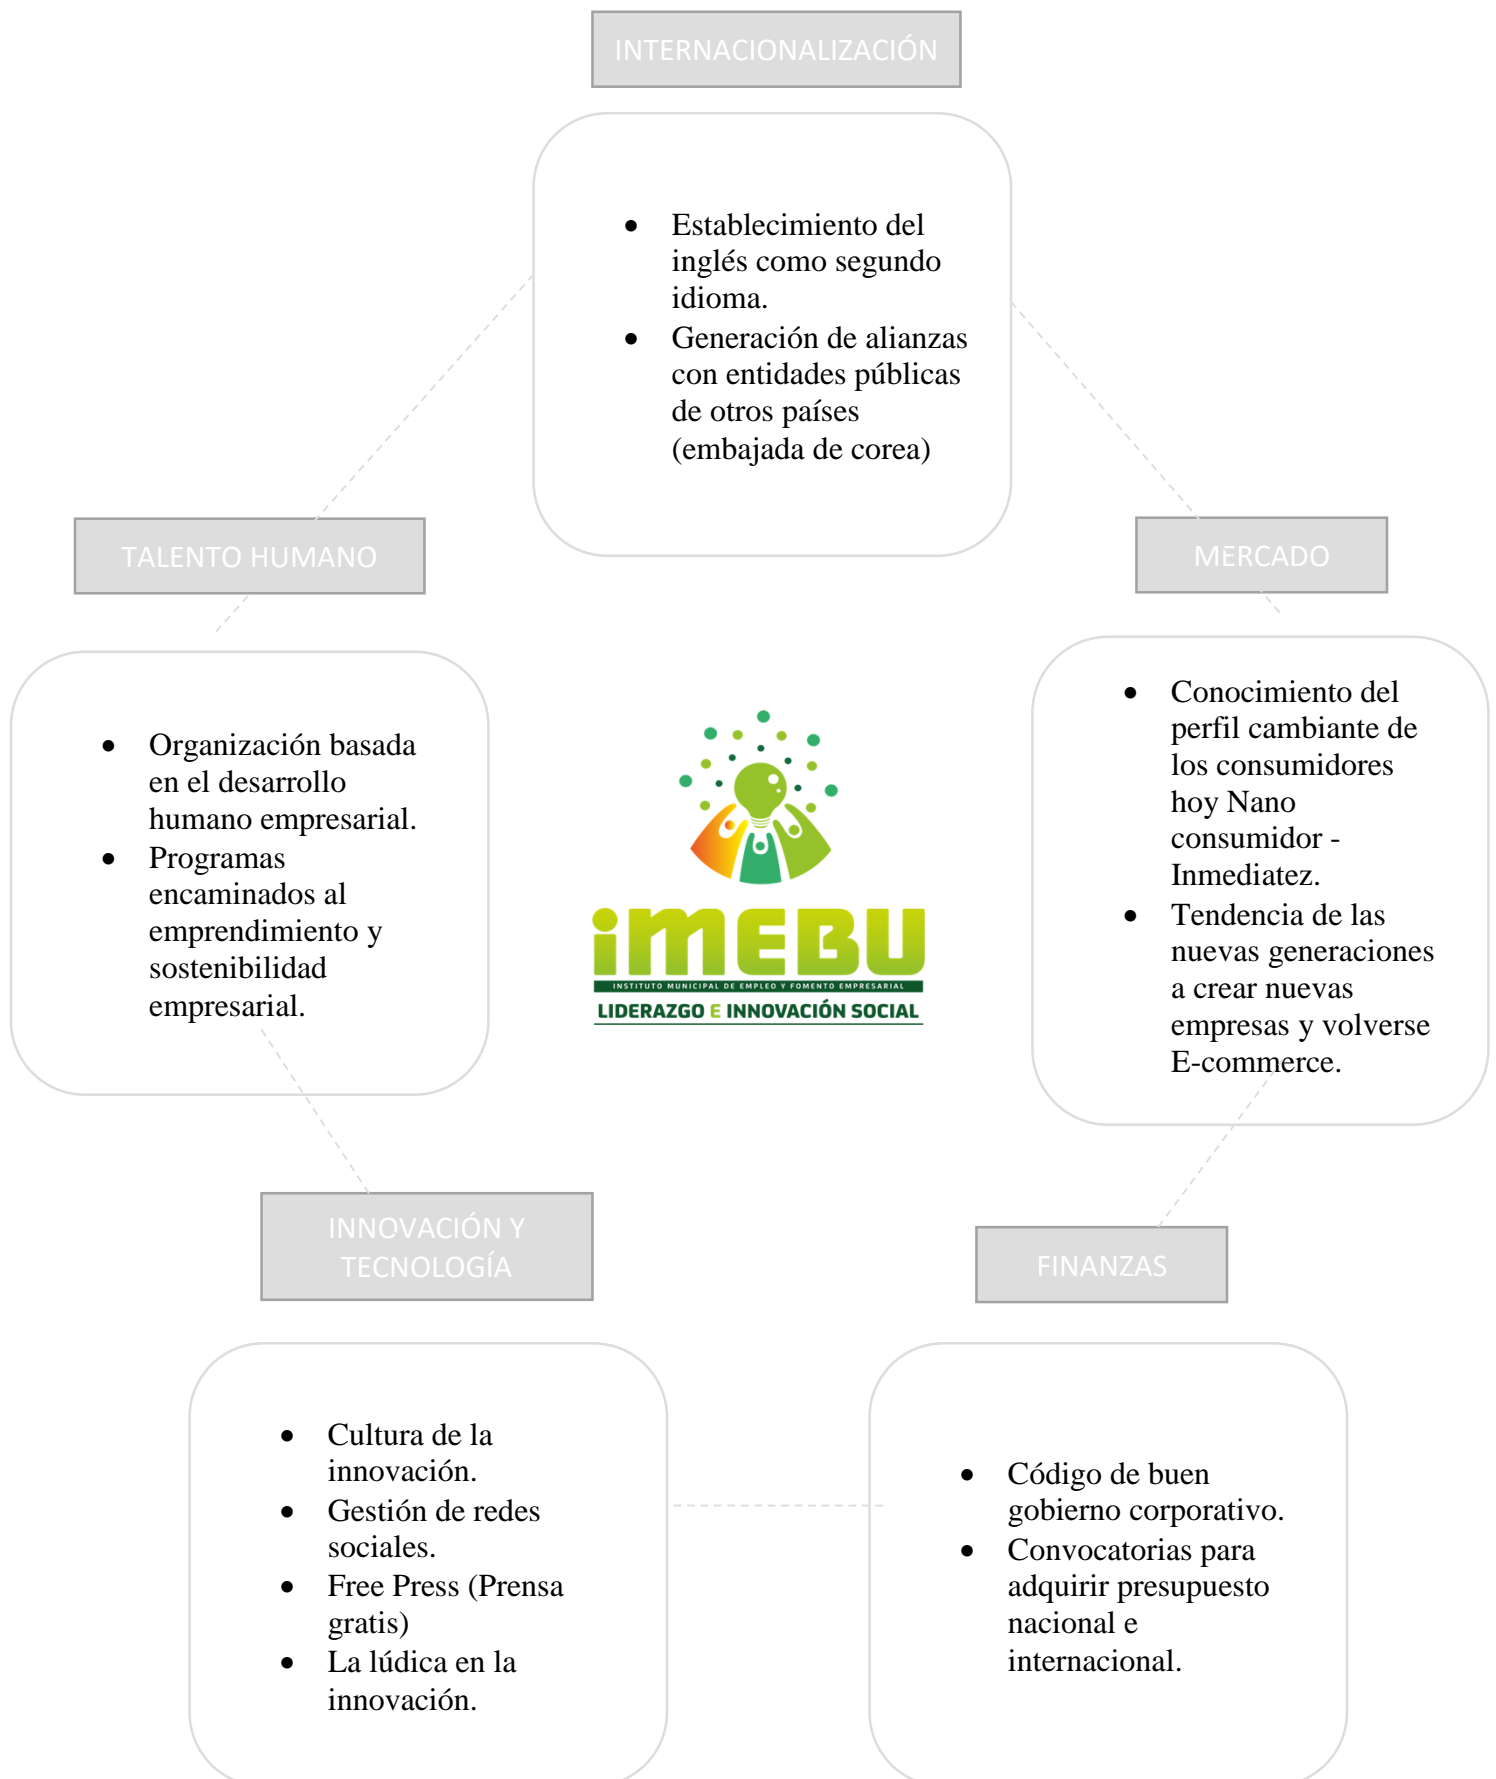 INTERNACIONALIZACIÓN
• Establecimiento del
inglés como segundo
idioma.
• Generación de alianzas
con entidades públicas
de otros países
(embajada de corea)
TALENTO HUMANO
• Organización basada
en el desarrollo
humano empresarial.
• Programas
encaminados al
emprendimiento y
sostenibilidad
empresarial.
iMEBU
INSTITUTO MUNICIPAL DE EMPLEO Y FOMENTO EMPRESARIAL
LIDERAZGO E INNOVACIÓN SOCIAL
MERCADO
• Conocimiento del
perfil cambiante de
los consumidores
hoy Nano
consumidor -
Inmediatez.
• Tendencia de las
nuevas generaciones
a crear nuevas
empresas y volverse
E-commerce.
INNOVACIÓN Y
TECNOLOGÍA
• Cultura de la
innovación.
• Gestión de redes
sociales.
• Free Press (Prensa
gratis)
• La lúdica en la
innovación.
FINANZAS
• Código de buen
gobierno corporativo.
• Convocatorias para
adquirir presupuesto
nacional e
internacional.